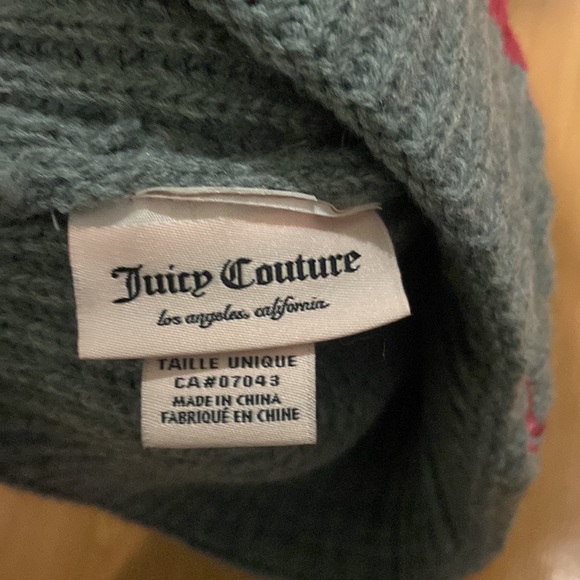 Juicy Couture
los angeles, california
TAILLE UNIQUE
CA#07043
MADE IN CHINA
FABRIQUÉ EN CHINE